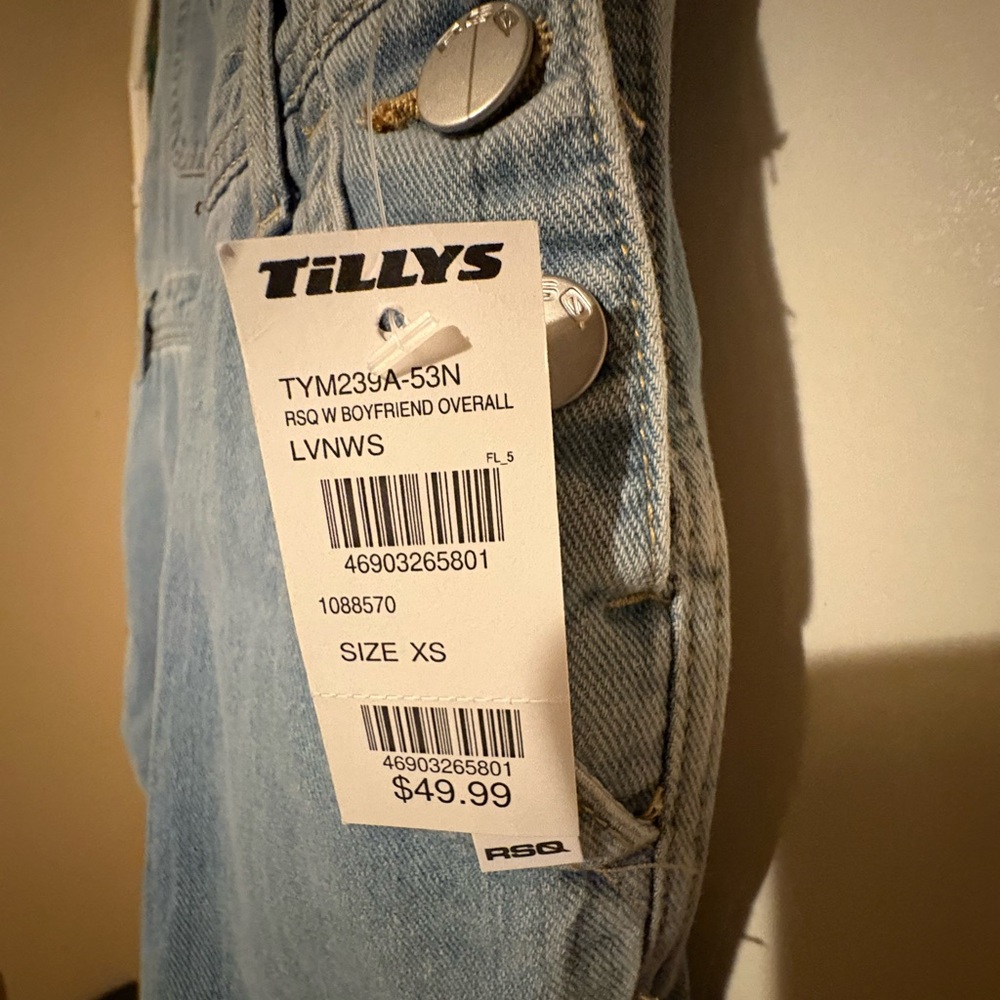 TiLLYS
TYM239A-53N
RSQ W BOYFRIEND OVERALL
LVNWS
FL_5
46903265801
1088570
SIZE XS
46903265801
$49.99
RSQ